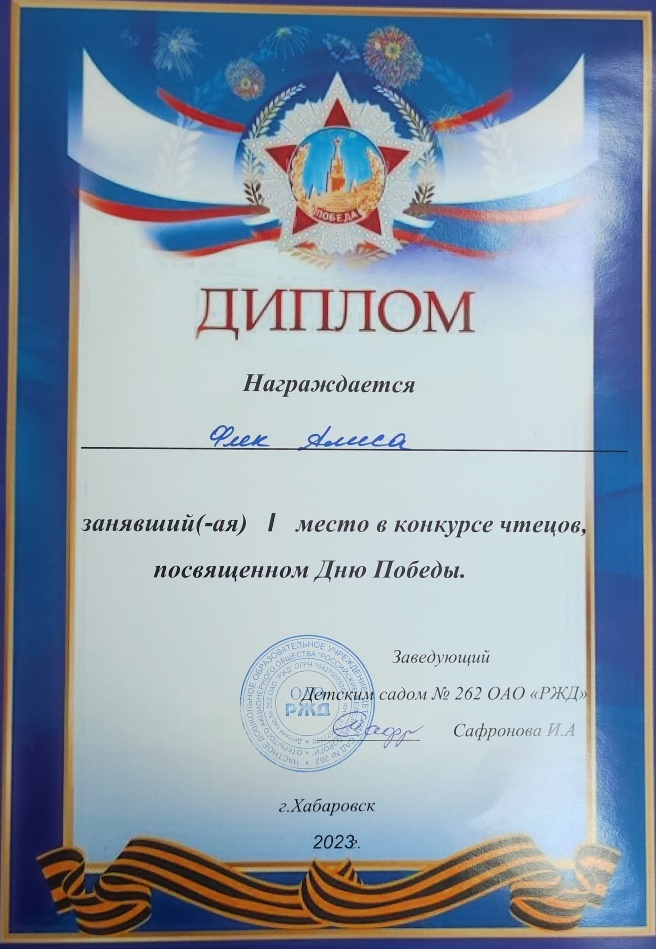 ПОБЕДА
ДИПЛОМ
Награждается
Флек Алиса
занявший(-ая) I место в конкурсе чтецов,
посвященном Дню Победы.
Заведующий
Детским садом № 262 ОАО «РЖД»
Сафронова И.А
ОАО
РЖД
г.Хабаровск
2023г.